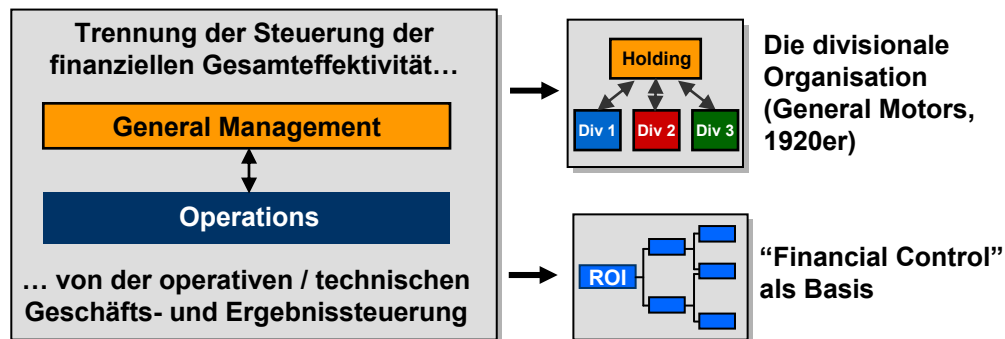 Trennung der Steuerung der
finanziellen Gesamteffektivität…
General Management
Operations
… von der operativen / technischen
Geschäfts- und Ergebnissteuerung
Holding
Div 1
Div 2
Div 3
Die divisionale
Organisation
(General Motors,
1920er)
ROI
“Financial Control”
als Basis